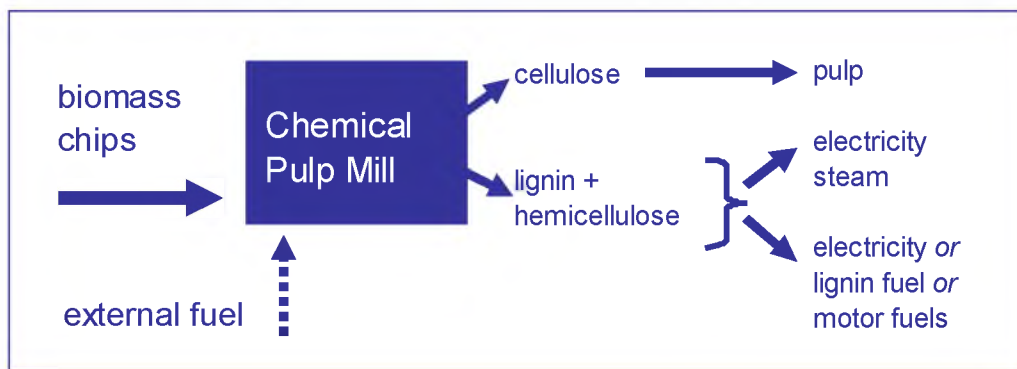 biomass
chips
external fuel
Chemical
Pulp Mill
cellulose
pulp
lignin +
hemicellulose
electricity
steam
electricity or
lignin fuel or
motor fuels